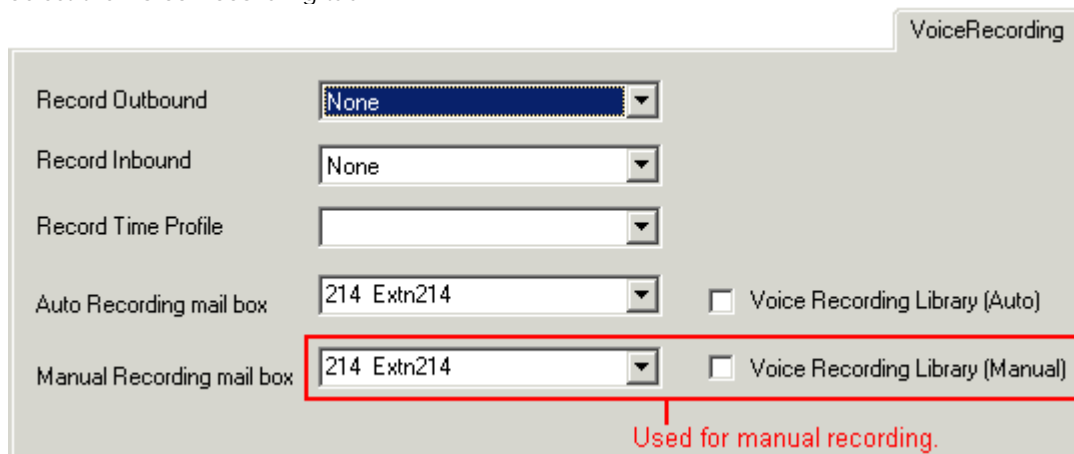 VoiceRecording
Record Outbound None
Record Inbound None
Record Time Profile
Auto Recording mail box 214 Extn214 Voice Recording Library (Auto)
Manual Recording mail box 214 Extn214 Voice Recording Library (Manual)
Used for manual recording.